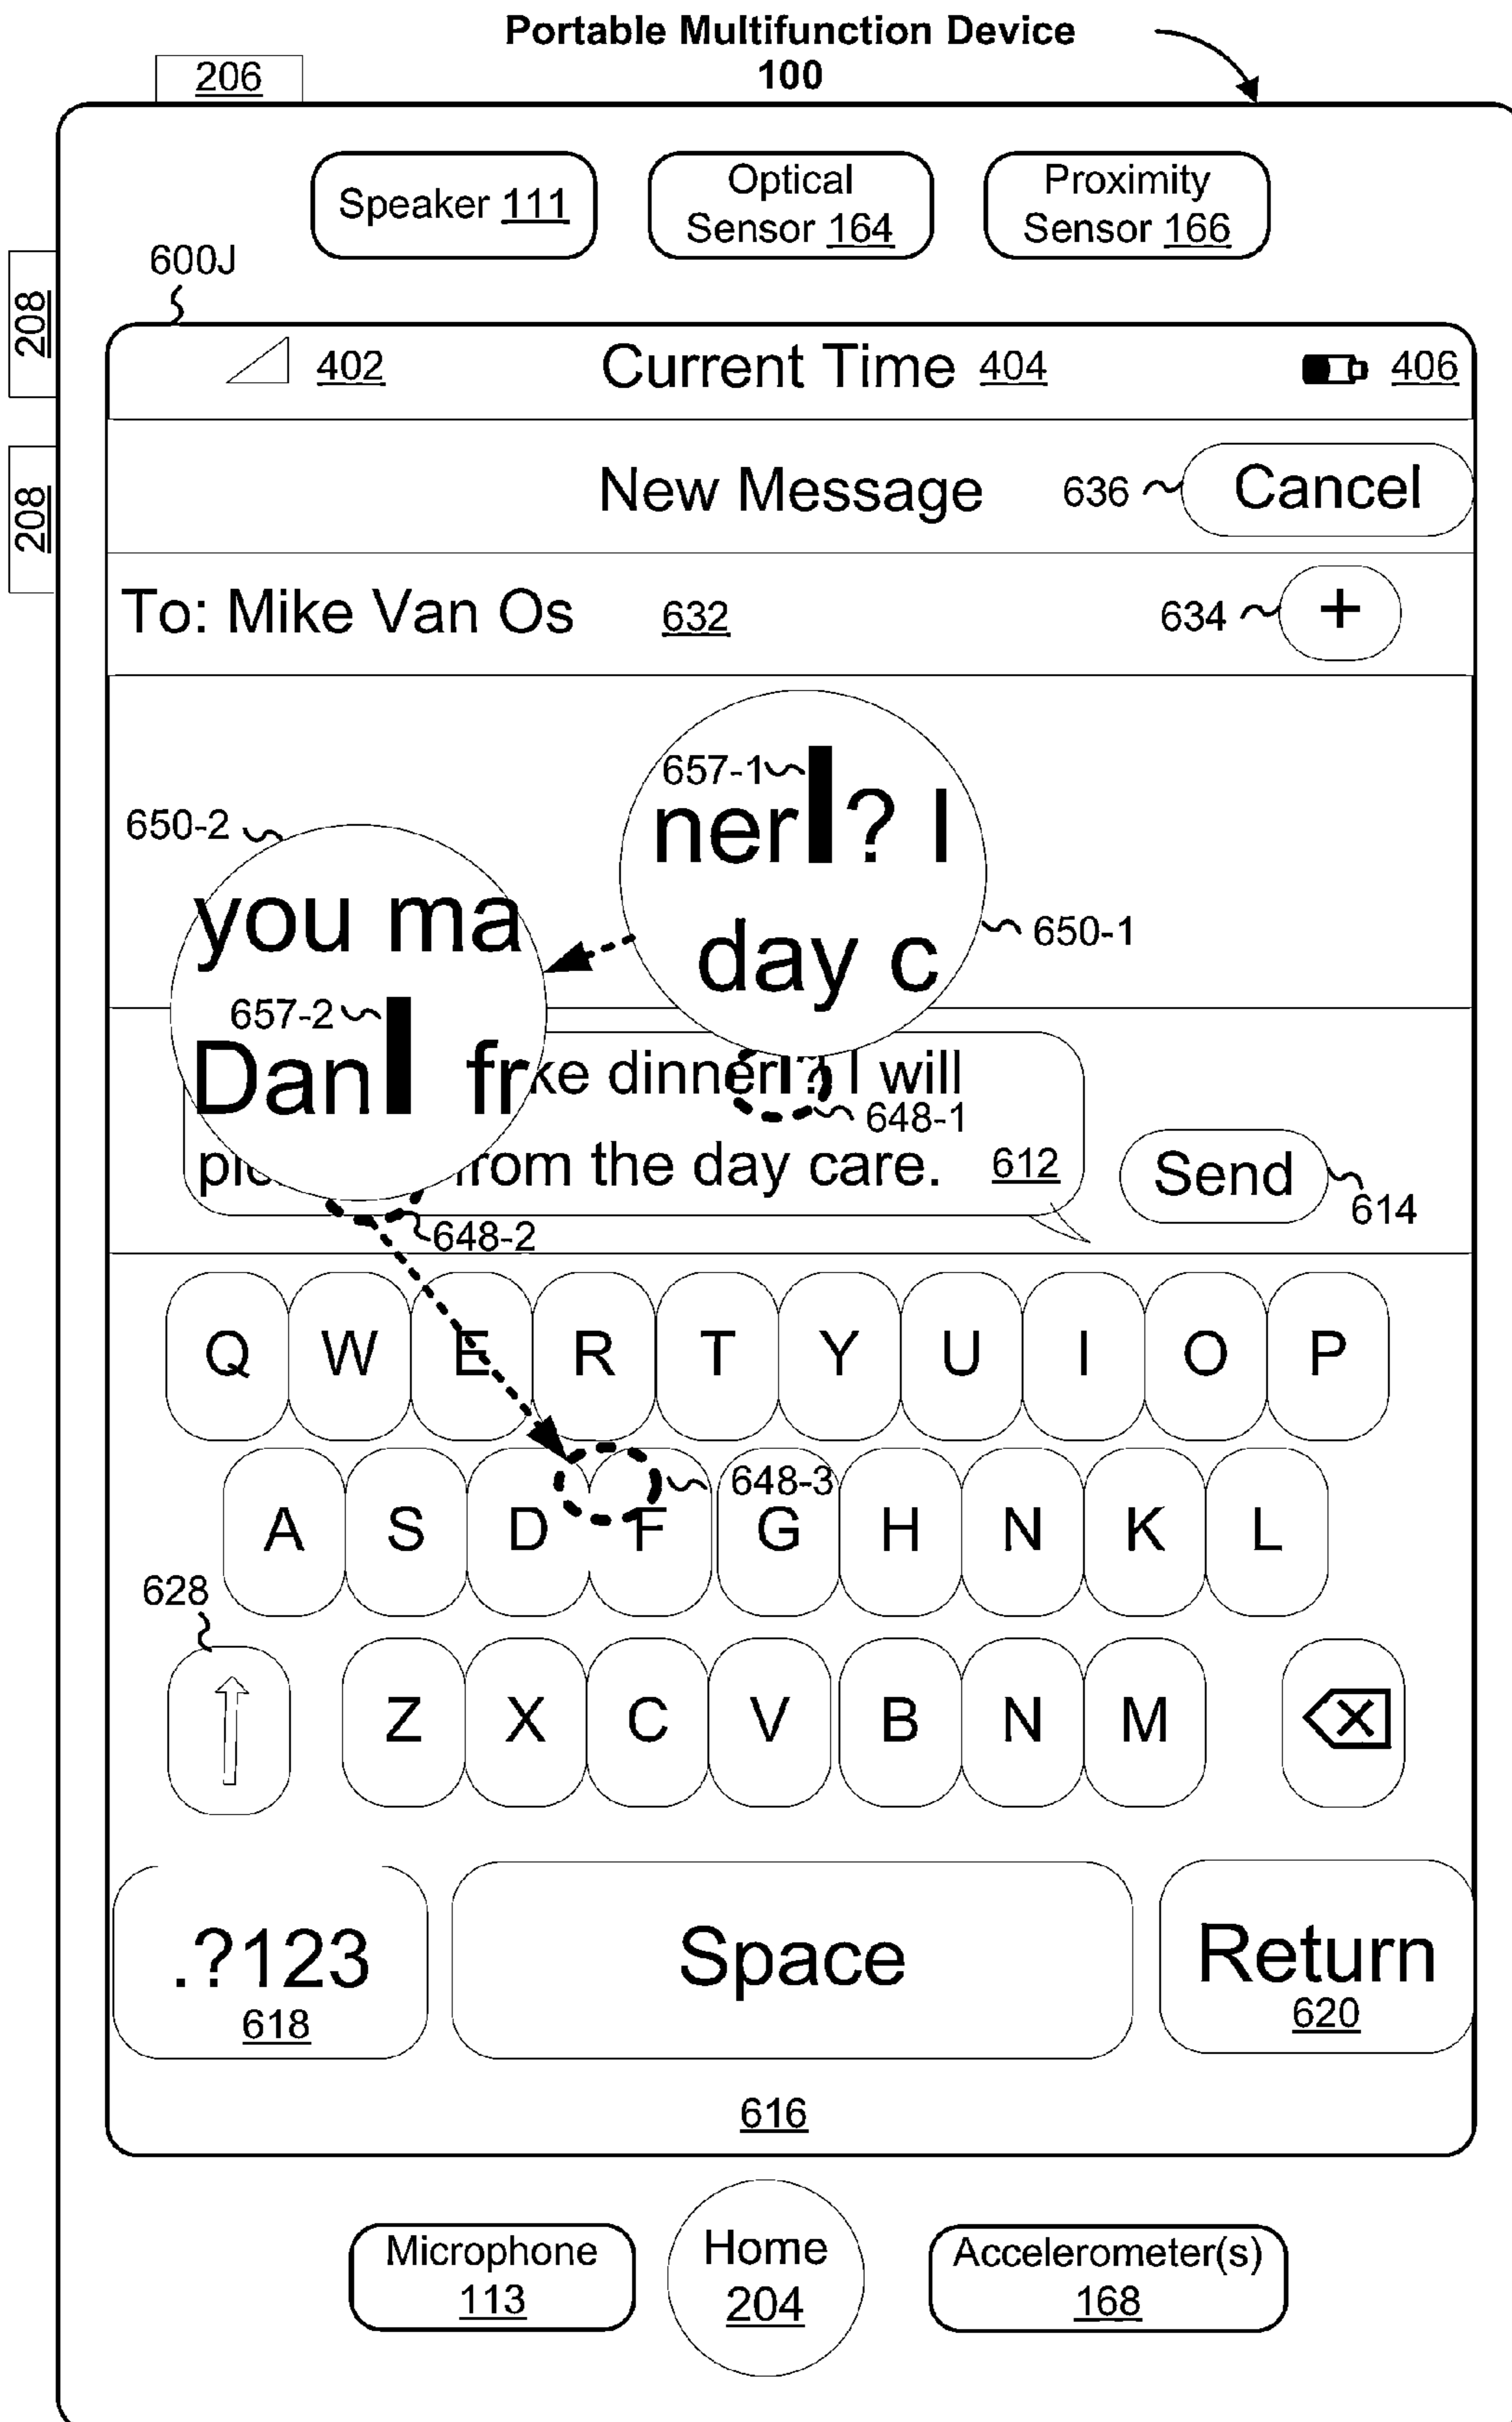 Portable Multifunction Device
100
206
Speaker 111
Optical
Sensor 164
Proximity
Sensor 166
208
208
600J
402
Current Time 404
406
New Message
636
Cancel
To: Mike Van Os
632
634
+
657-1
ner ? I
day c
650-1
650-2
you ma
657-2
Dan fr
ke dinner ? I will
648-1
rom the day care.
612
Send
614
648-2
Q W E R T Y U I O P
648-3
A S D F G H N K L
628
Z X C V B N M
.?123
618
Space
Return
620
616
Microphone
113
Home
204
Accelerometer(s)
168